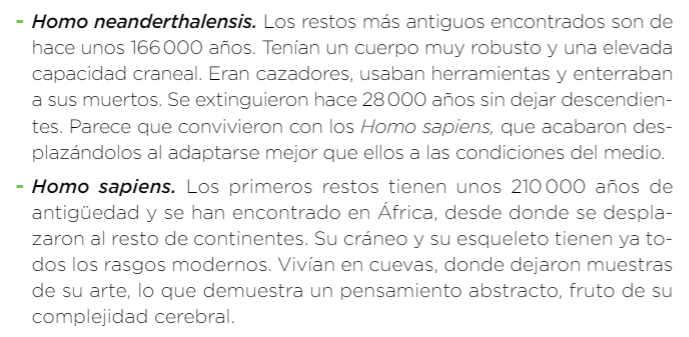 - Homo neanderthalensis. Los restos más antiguos encontrados son de
hace unos 166 000 años. Tenían un cuerpo muy robusto y una elevada
capacidad craneal. Eran cazadores, usaban herramientas y enterraban
a sus muertos. Se extinguieron hace 28 000 años sin dejar descendien-
tes. Parece que convivieron con los Homo sapiens, que acabaron des-
plazándolos al adaptarse mejor que ellos a las condiciones del medio.
- Homo sapiens. Los primeros restos tienen unos 210 000 años de
antigüedad y se han encontrado en África, desde donde se despla-
zaron al resto de continentes. Su cráneo y su esqueleto tienen ya to-
dos los rasgos modernos. Vivían en cuevas, donde dejaron muestras
de su arte, lo que demuestra un pensamiento abstracto, fruto de su
complejidad cerebral.